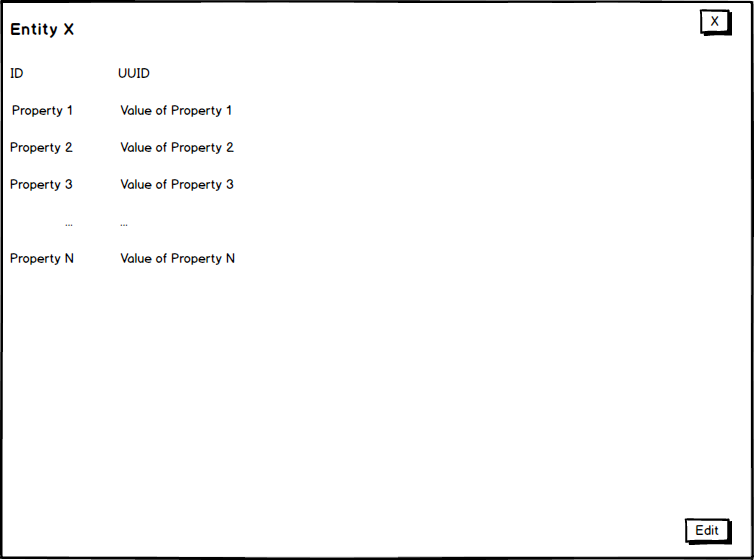 Entity X
X
ID UUID
Property 1 Value of Property 1
Property 2 Value of Property 2
Property 3 Value of Property 3
... ...
Property N Value of Property N
Edit